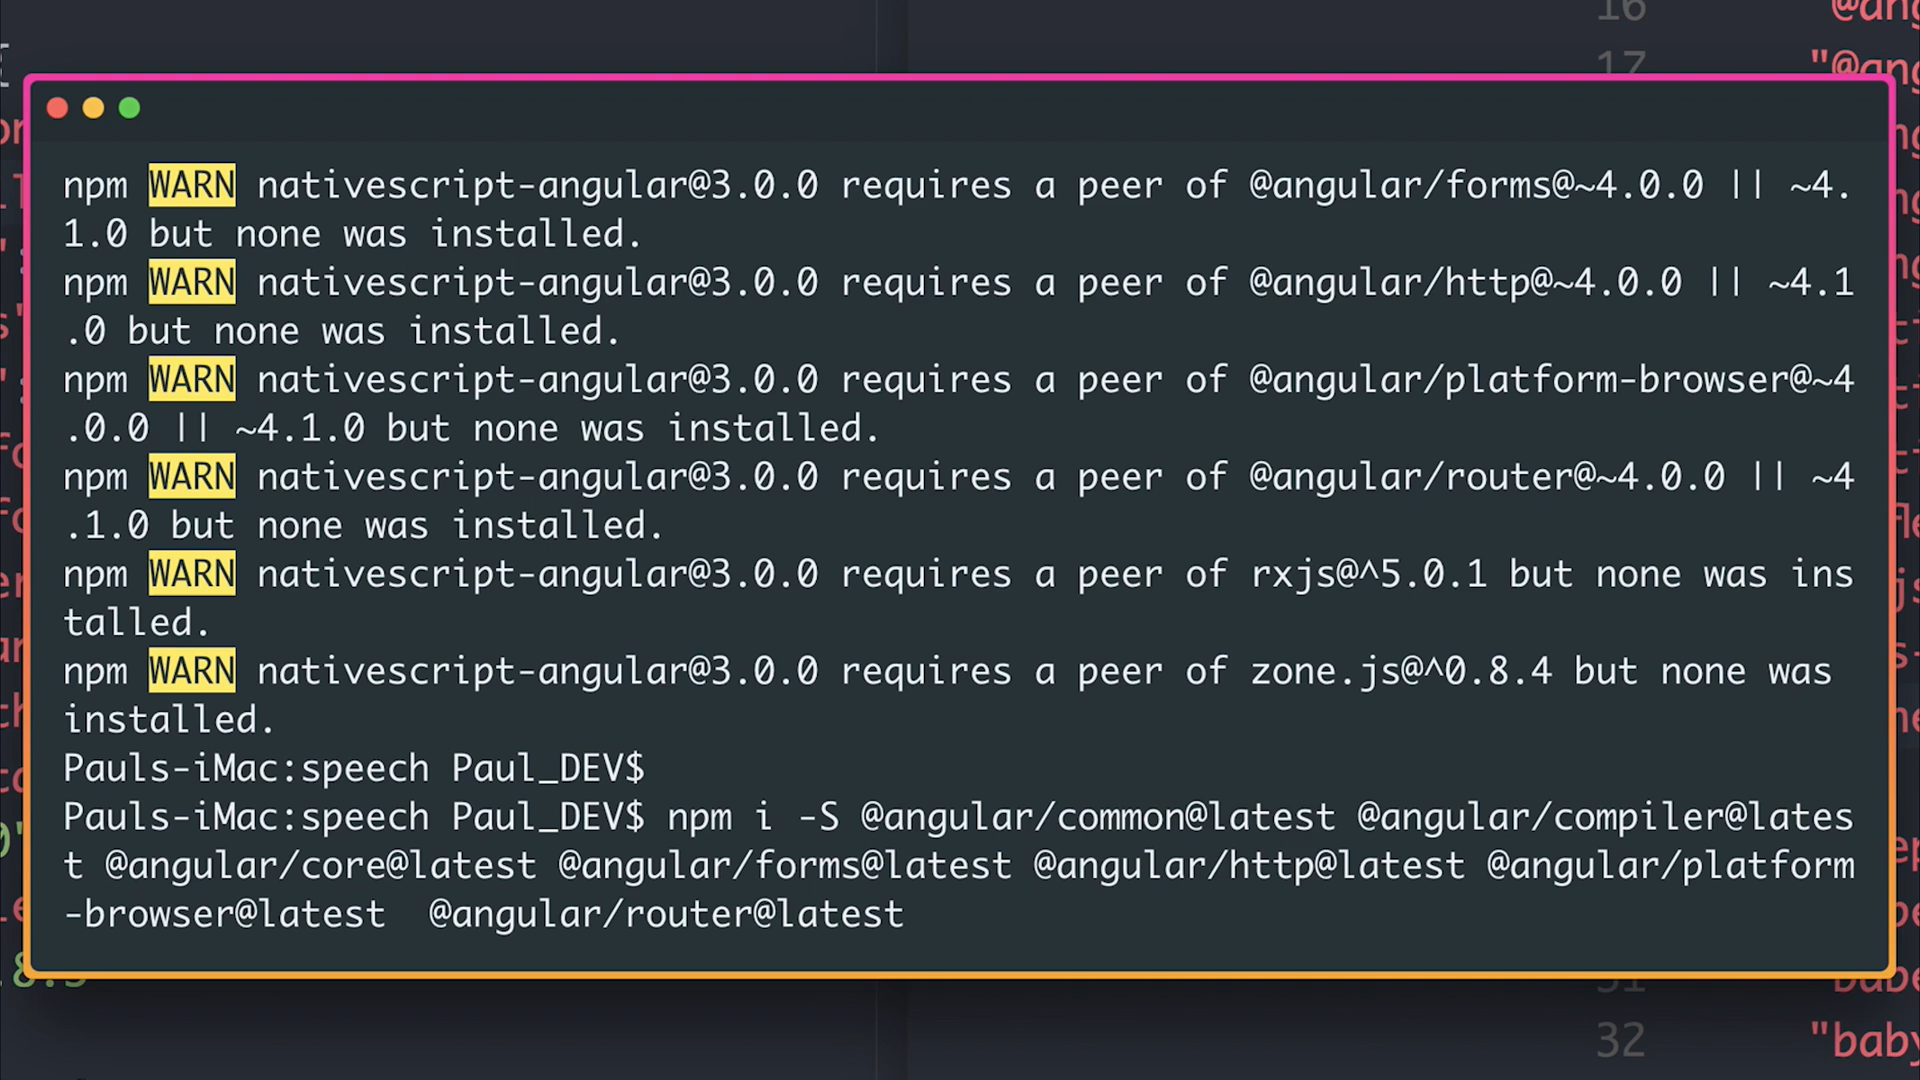 16
17
npm WARN nativescript-angular@3.0.0 requires a peer of @angular/forms@~4.0.0 || ~4.
1.0 but none was installed.
npm WARN nativescript-angular@3.0.0 requires a peer of @angular/http@~4.0.0 || ~4.1
.0 but none was installed.
npm WARN nativescript-angular@3.0.0 requires a peer of @angular/platform-browser@~4
.0.0 || ~4.1.0 but none was installed.
npm WARN nativescript-angular@3.0.0 requires a peer of @angular/router@~4.0.0 || ~4
.1.0 but none was installed.
npm WARN nativescript-angular@3.0.0 requires a peer of rxjs@^5.0.1 but none was ins
talled.
npm WARN nativescript-angular@3.0.0 requires a peer of zone.js@^0.8.4 but none was
installed.
Pauls-iMac:speech Paul_DEV$
Pauls-iMac:speech Paul_DEV$ npm i -S @angular/common@latest @angular/compiler@lates
t @angular/core@latest @angular/forms@latest @angular/http@latest @angular/platform
-browser@latest  @angular/router@latest
32 "baby